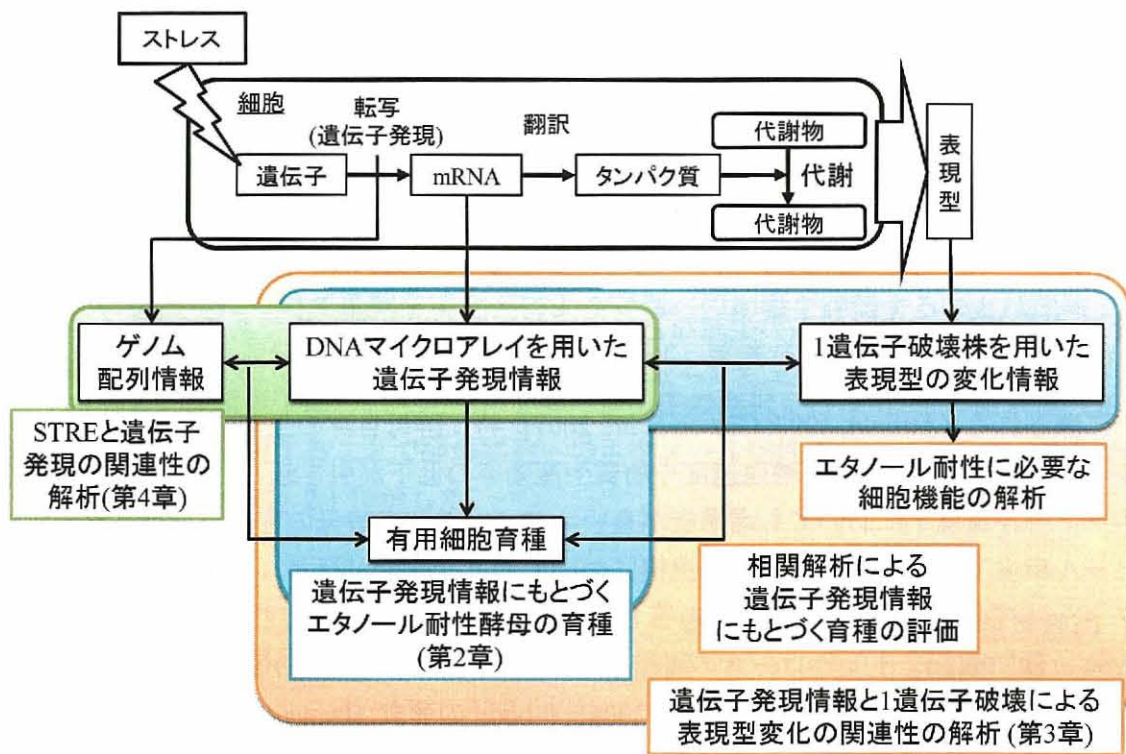 ストレス
細胞
転写
(遺伝子発現)
翻訳
遺伝子
mRNA
タンパク質
代謝物
代謝
代謝物
表現型
ゲノム
配列情報
DNAマイクロアレイを用いた
遺伝子発現情報
1遺伝子破壊株を用いた
表現型の変化情報
STREと遺伝子
発現の関連性の
解析(第4章)
エタノール耐性に必要な
細胞機能の解析
有用細胞育種
遺伝子発現情報にもとづく
エタノール耐性酵母の育種
(第2章)
相関解析による
遺伝子発現情報
にもとづく育種の評価
遺伝子発現情報と1遺伝子破壊による
表現型変化の関連性の解析 (第3章)